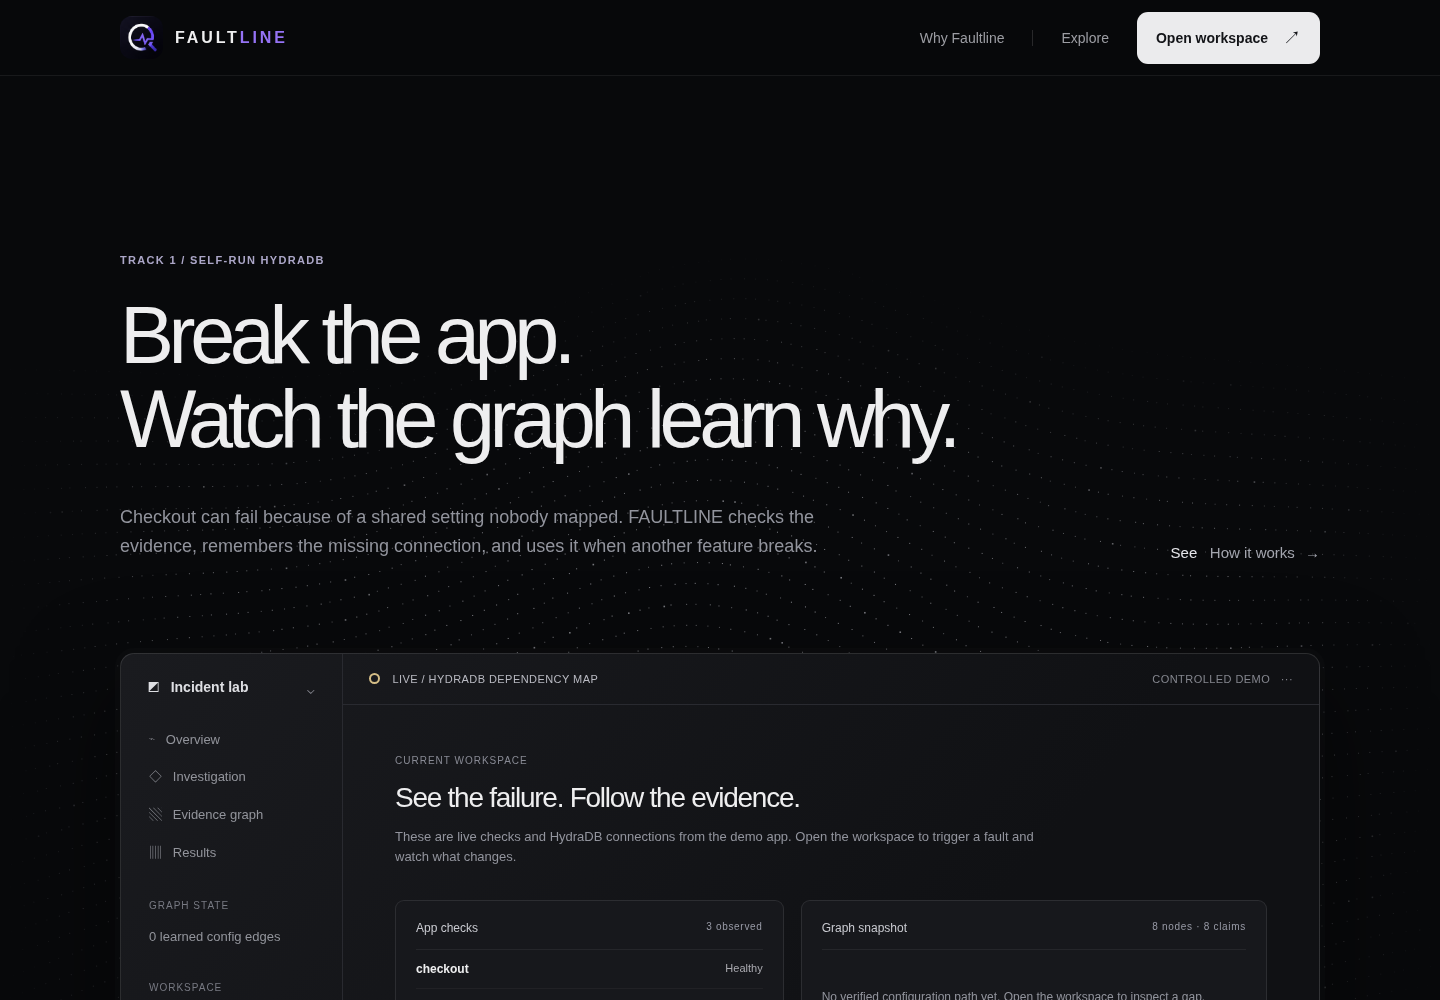 FAULTLINE
Why Faultline
Explore
Open workspace ↗
TRACK 1 / SELF-RUN HYDRADB
Break the app.
Watch the graph learn why.
Checkout can fail because of a shared setting nobody mapped. FAULTLINE checks the
evidence, remembers the missing connection, and uses it when another feature breaks.
See How it works →
Incident lab
Overview
Investigation
Evidence graph
Results
GRAPH STATE
0 learned config edges
WORKSPACE
LIVE / HYDRADB DEPENDENCY MAP
CONTROLLED DEMO ···
CURRENT WORKSPACE
See the failure. Follow the evidence.
These are live checks and HydraDB connections from the demo app. Open the workspace to trigger a fault and
watch what changes.
App checks
3 observed
checkout
Healthy
Graph snapshot
8 nodes · 8 claims
No verified configuration path yet. Open the workspace to inspect a gap.